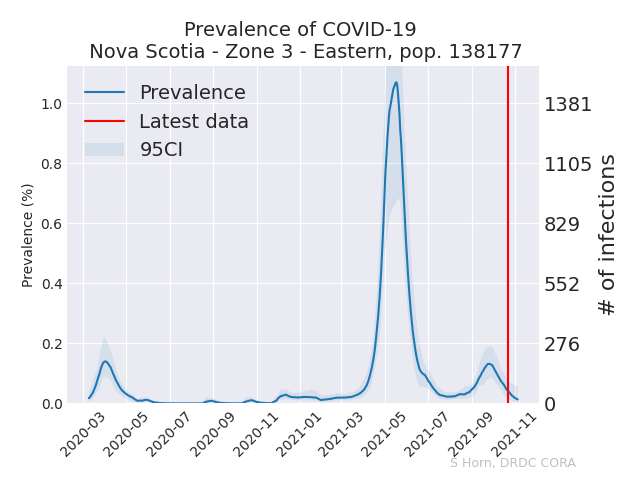 Prevalence of COVID-19
Nova Scotia - Zone 3 - Eastern, pop. 138177
Prevalence
Latest data
95CI
Prevalence (%)
1.0
0.8
0.6
0.4
0.2
0.0
1381
1105
829
552
276
0
# of infections
2020-03
2020-05
2020-07
2020-09
2020-11
2021-01
2021-03
2021-05
2021-07
2021-09
2021-11
S Horn, DRDC CORA